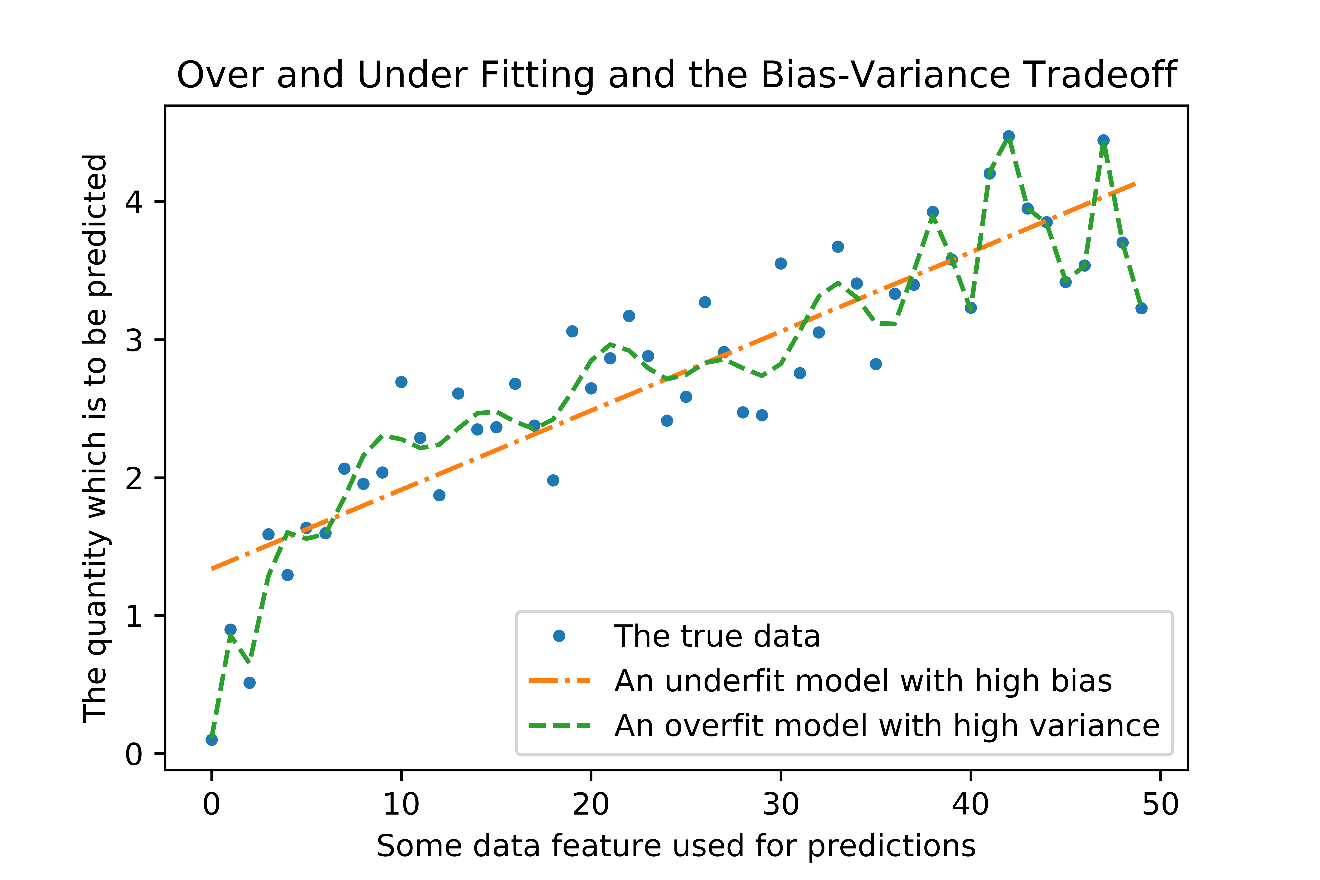 Over and Under Fitting and the Bias-Variance Tradeoff
The quantity which is to be predicted
4
3
2
1
0
The true data
An underfit model with high bias
An overfit model with high variance
0 10 20 30 40 50
Some data feature used for predictions